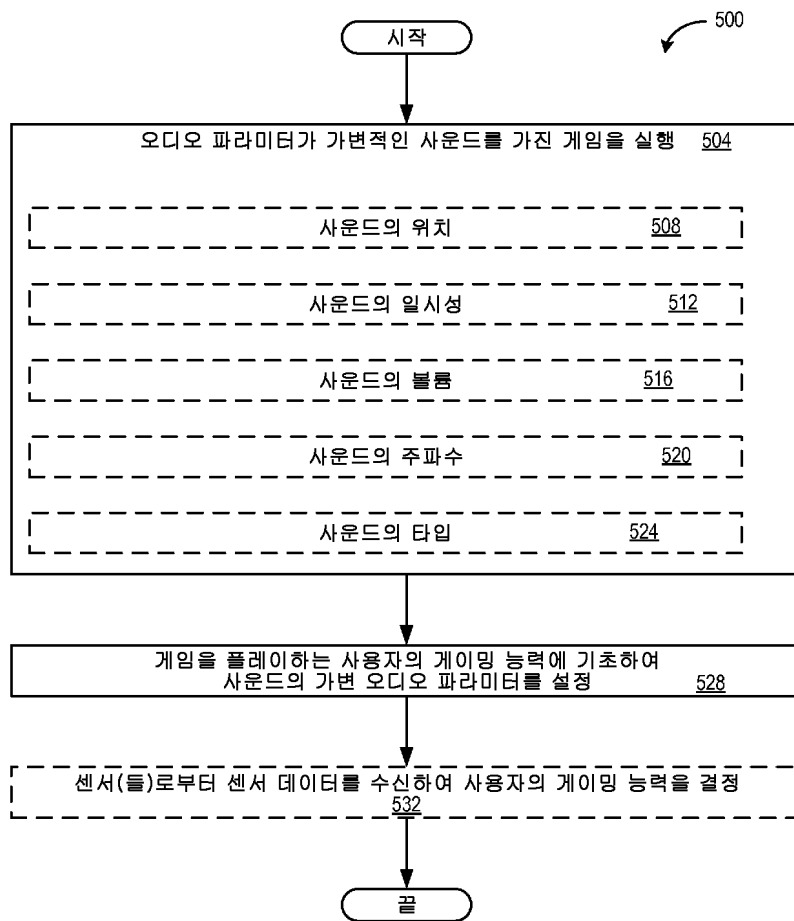 시작
500
오디오 파라미터가 가변적인 사운드를 가진 게임을 실행 504
사운드의 위치 508
사운드의 일시성 512
사운드의 볼륨 516
사운드의 주파수 520
사운드의 타입 524
게임을 플레이하는 사용자의 게이밍 능력에 기초하여
사운드의 가변 오디오 파라미터를 설정 528
센서(들)로부터 센서 데이터를 수신하여 사용자의 게이밍 능력을 결정
532
끝